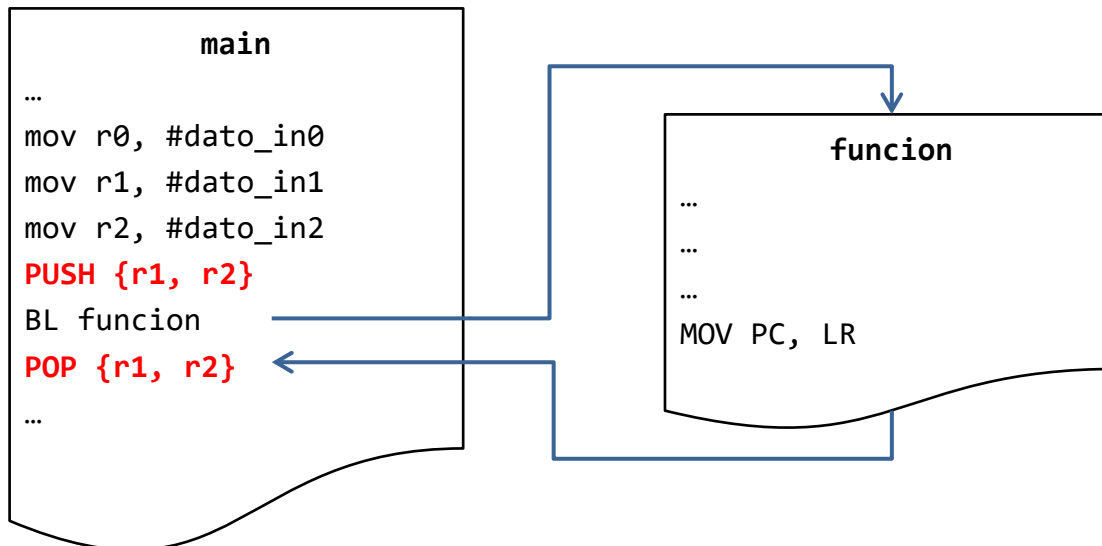 main
…
mov r0, #dato_in0
mov r1, #dato_in1
mov r2, #dato_in2
PUSH {r1, r2}
BL funcion
POP {r1, r2}
…
funcion
…
…
…
MOV PC, LR